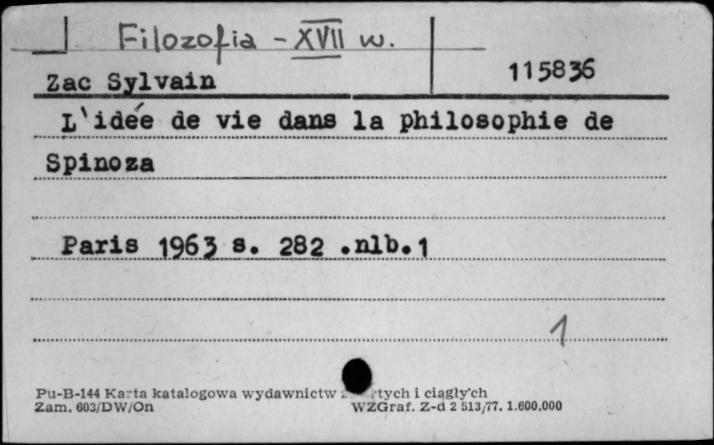 Filozofia - XVII w.
115836
Zac Sylvain
L'idée de vie dans la philosophie de
Spinoza
Paris 1963 s. 282 .nlb.1
1
Pu-B-144 Karta katalogowa wydawnictw i ciągły'ch
Zam. 603/DW/On WZGraf. Z-d 2 513/77. 1.600.000